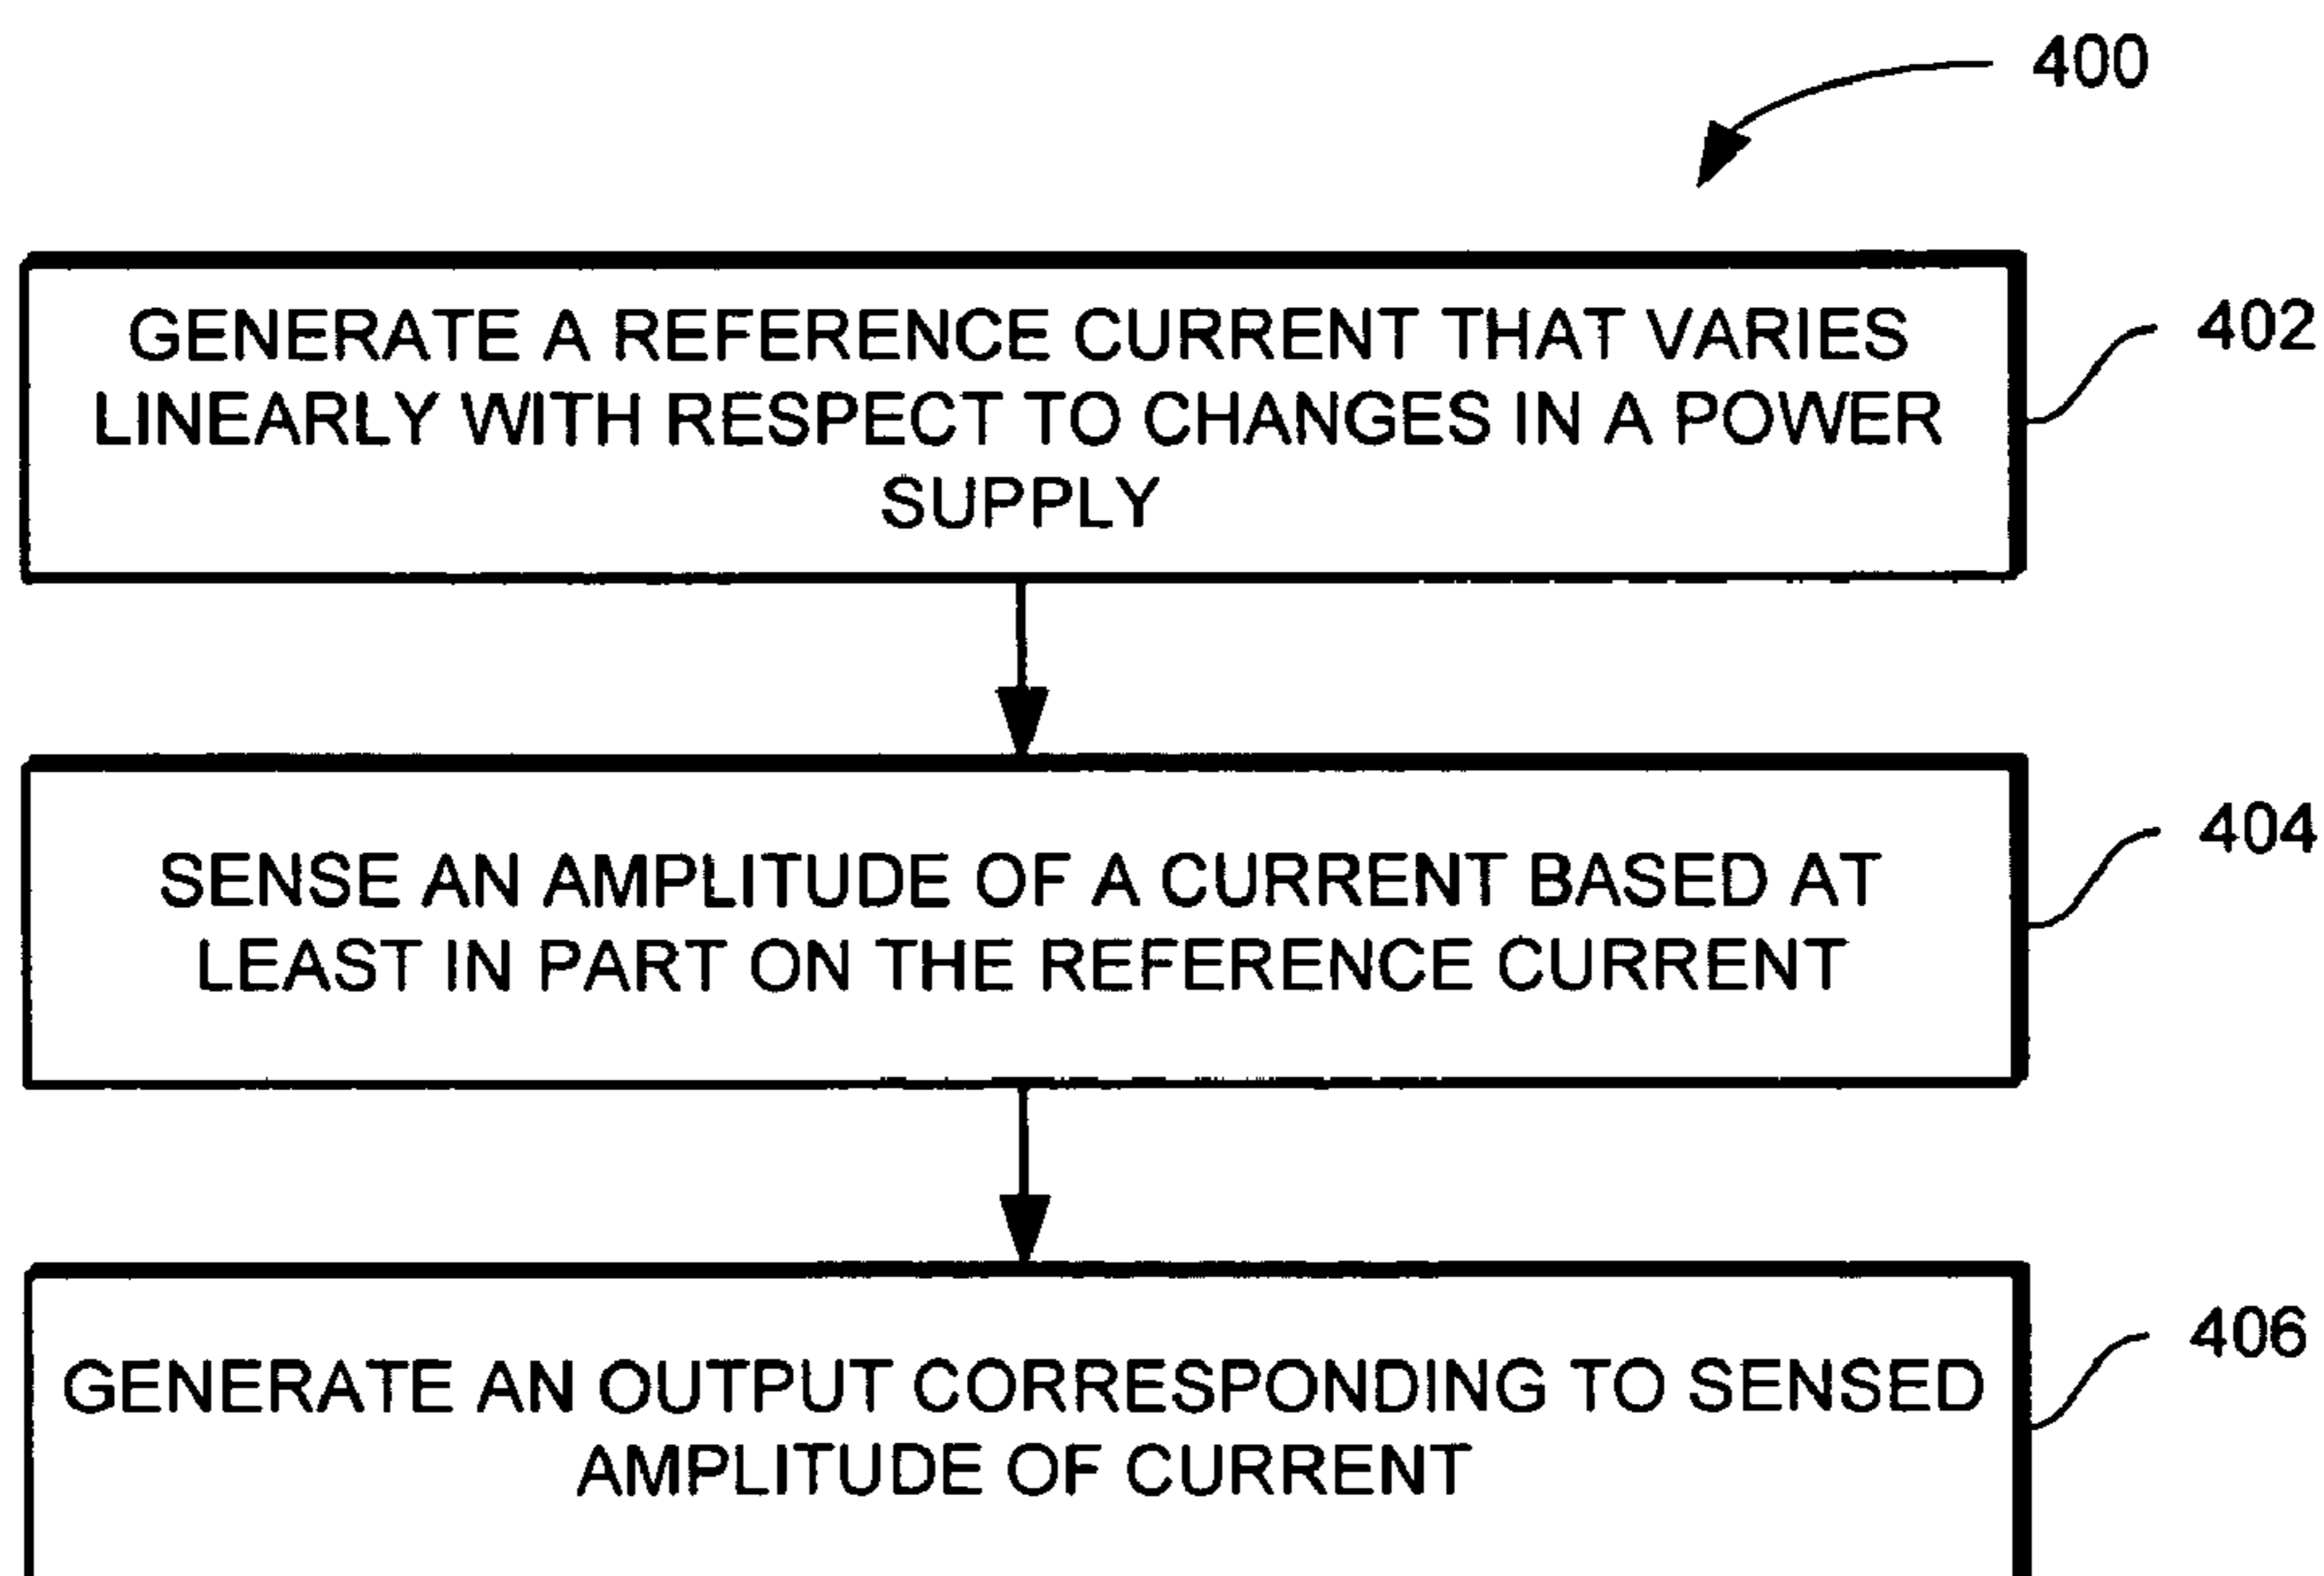 400
GENERATE A REFERENCE CURRENT THAT VARIES
LINEARLY WITH RESPECT TO CHANGES IN A POWER
SUPPLY
402
SENSE AN AMPLITUDE OF A CURRENT BASED AT
LEAST IN PART ON THE REFERENCE CURRENT
404
GENERATE AN OUTPUT CORRESPONDING TO SENSED
AMPLITUDE OF CURRENT
406